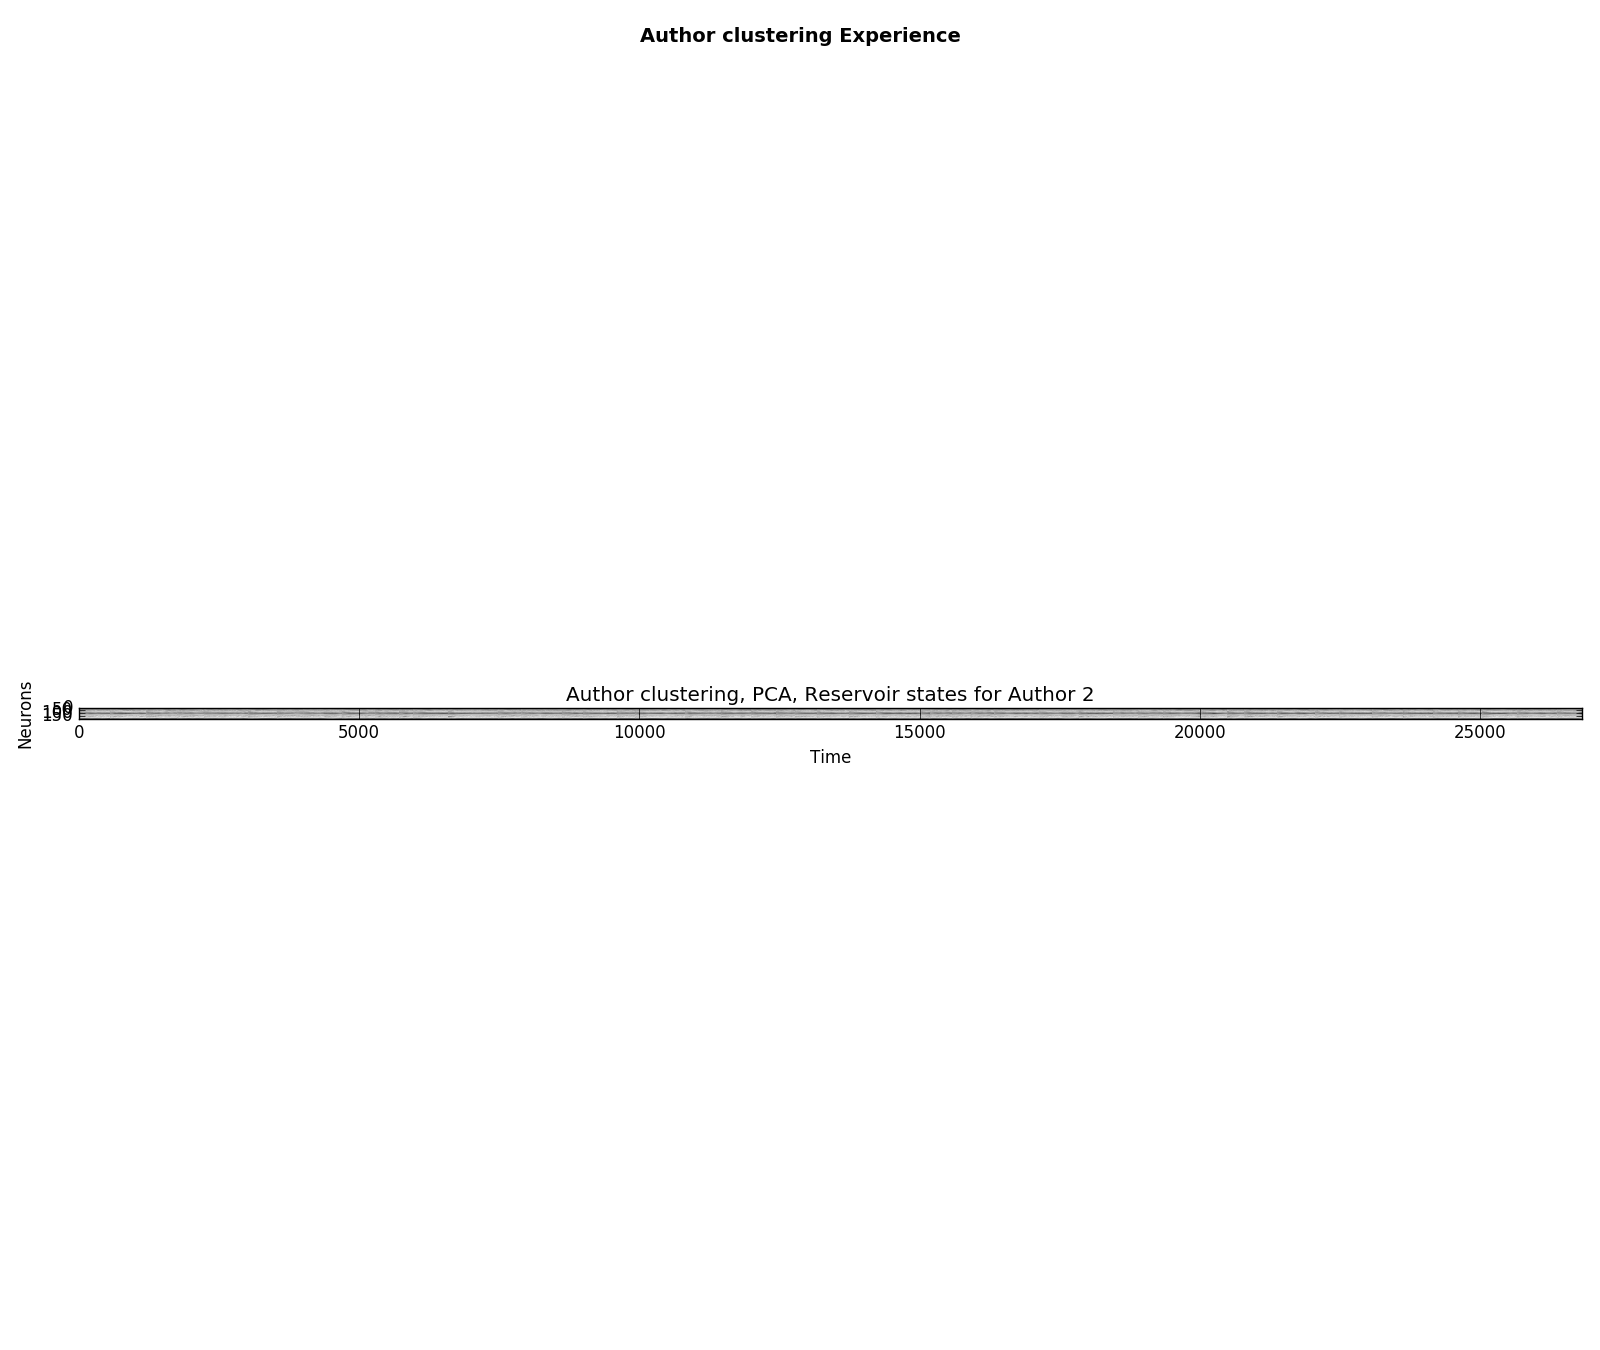 Author clustering Experience
Author clustering, PCA, Reservoir states for Author 2
Neurons
150
0 5000 10000 15000 20000 25000
Time